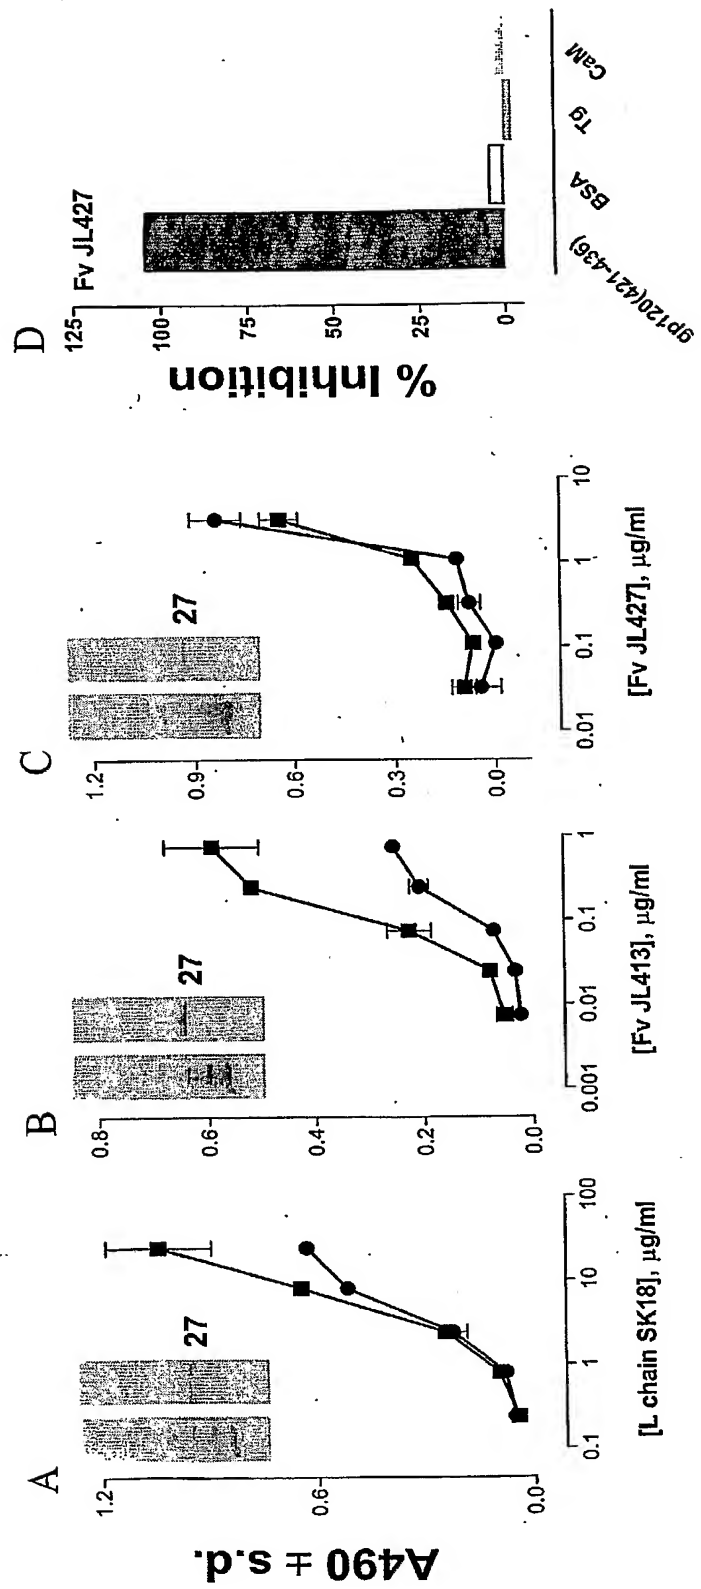 A
A490 ± s.d.
1.2
0.6
0.0
27
0.1
1
10
100
[L chain SK18], µg/ml
B
0.8
0.6
0.4
0.2
0.0
27
0.001
0.01
0.1
1
[Fv JL413], µg/ml
C
1.2
0.9
0.6
0.3
0.0
27
0.01
0.1
1
10
[Fv JL427], µg/ml
D
% Inhibition
125
100
75
50
25
0
Fv JL427
gp120(421-436)
BSA
Tg
CaM